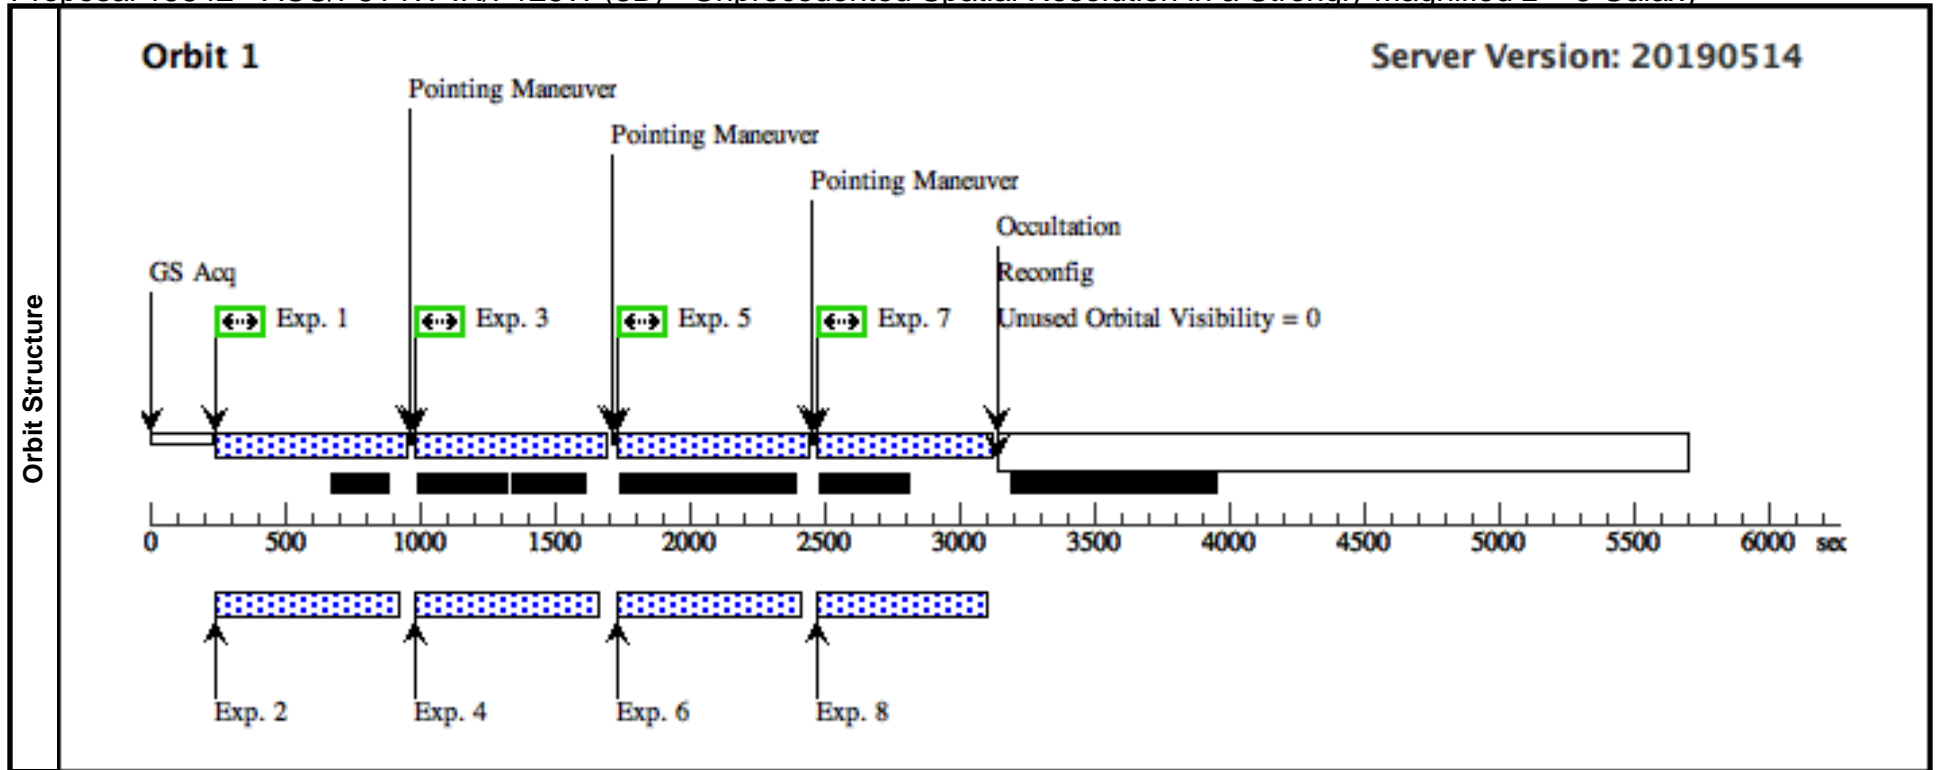 Orbit 1
Server Version: 20190514
Pointing Maneuver
Pointing Maneuver
Pointing Maneuver
Occultation
GS Acq
Reconfig
Exp. 1
Exp. 3
Exp. 5
Exp. 7
Unused Orbital Visibility = 0
Orbit Structure
0 500 1000 1500 2000 2500 3000 3500 4000 4500 5000 5500 6000 sec
Exp. 2
Exp. 4
Exp. 6
Exp. 8